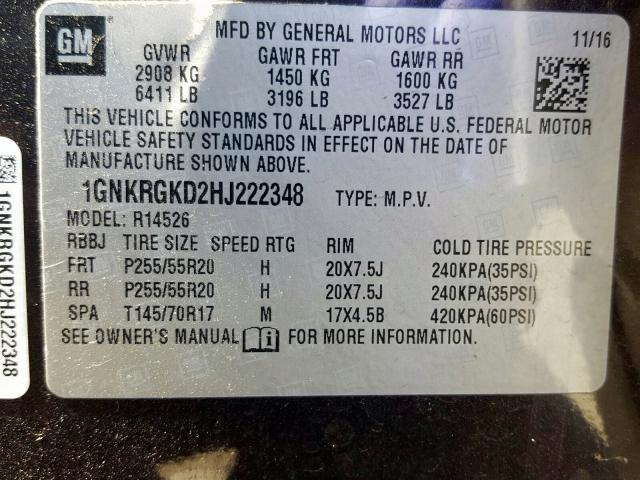 GM
MFD BY GENERAL MOTORS LLC
11/16
GVWR GAWR FRT GAWR RR
2908 KG 1450 KG 1600 KG
6411 LB 3196 LB 3527 LB
THIS VEHICLE CONFORMS TO ALL APPLICABLE U.S. FEDERAL MOTOR
VEHICLE SAFETY STANDARDS IN EFFECT ON THE DATE OF
MANUFACTURE SHOWN ABOVE.
1GNKRGKD2HJ222348 TYPE: M.P.V.
MODEL: R14526
RBBJ TIRE SIZE SPEED RTG RIM COLD TIRE PRESSURE
FRT P255/55R20 H 20X7.5J 240KPA(35PSI)
RR P255/55R20 H 20X7.5J 240KPA(35PSI)
SPA T145/70R17 M 17X4.5B 420KPA(60PSI)
SEE OWNER'S MANUAL FOR MORE INFORMATION.
1GNKRGKD2HJ222348